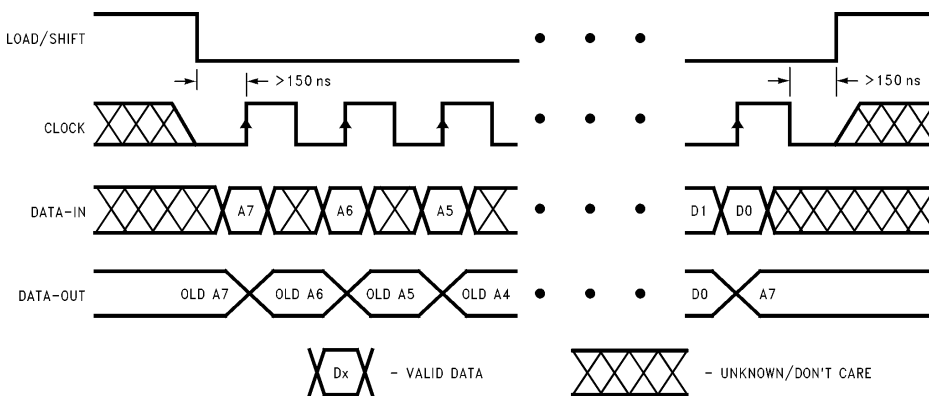 LOAD/SHIFT
>150 ns >150 ns
CLOCK
DATA-IN A7 A6 A5 D1 D0
DATA-OUT OLD A7 OLD A6 OLD A5 OLD A4 D0 A7
Dx - VALID DATA - UNKNOWN/DON'T CARE